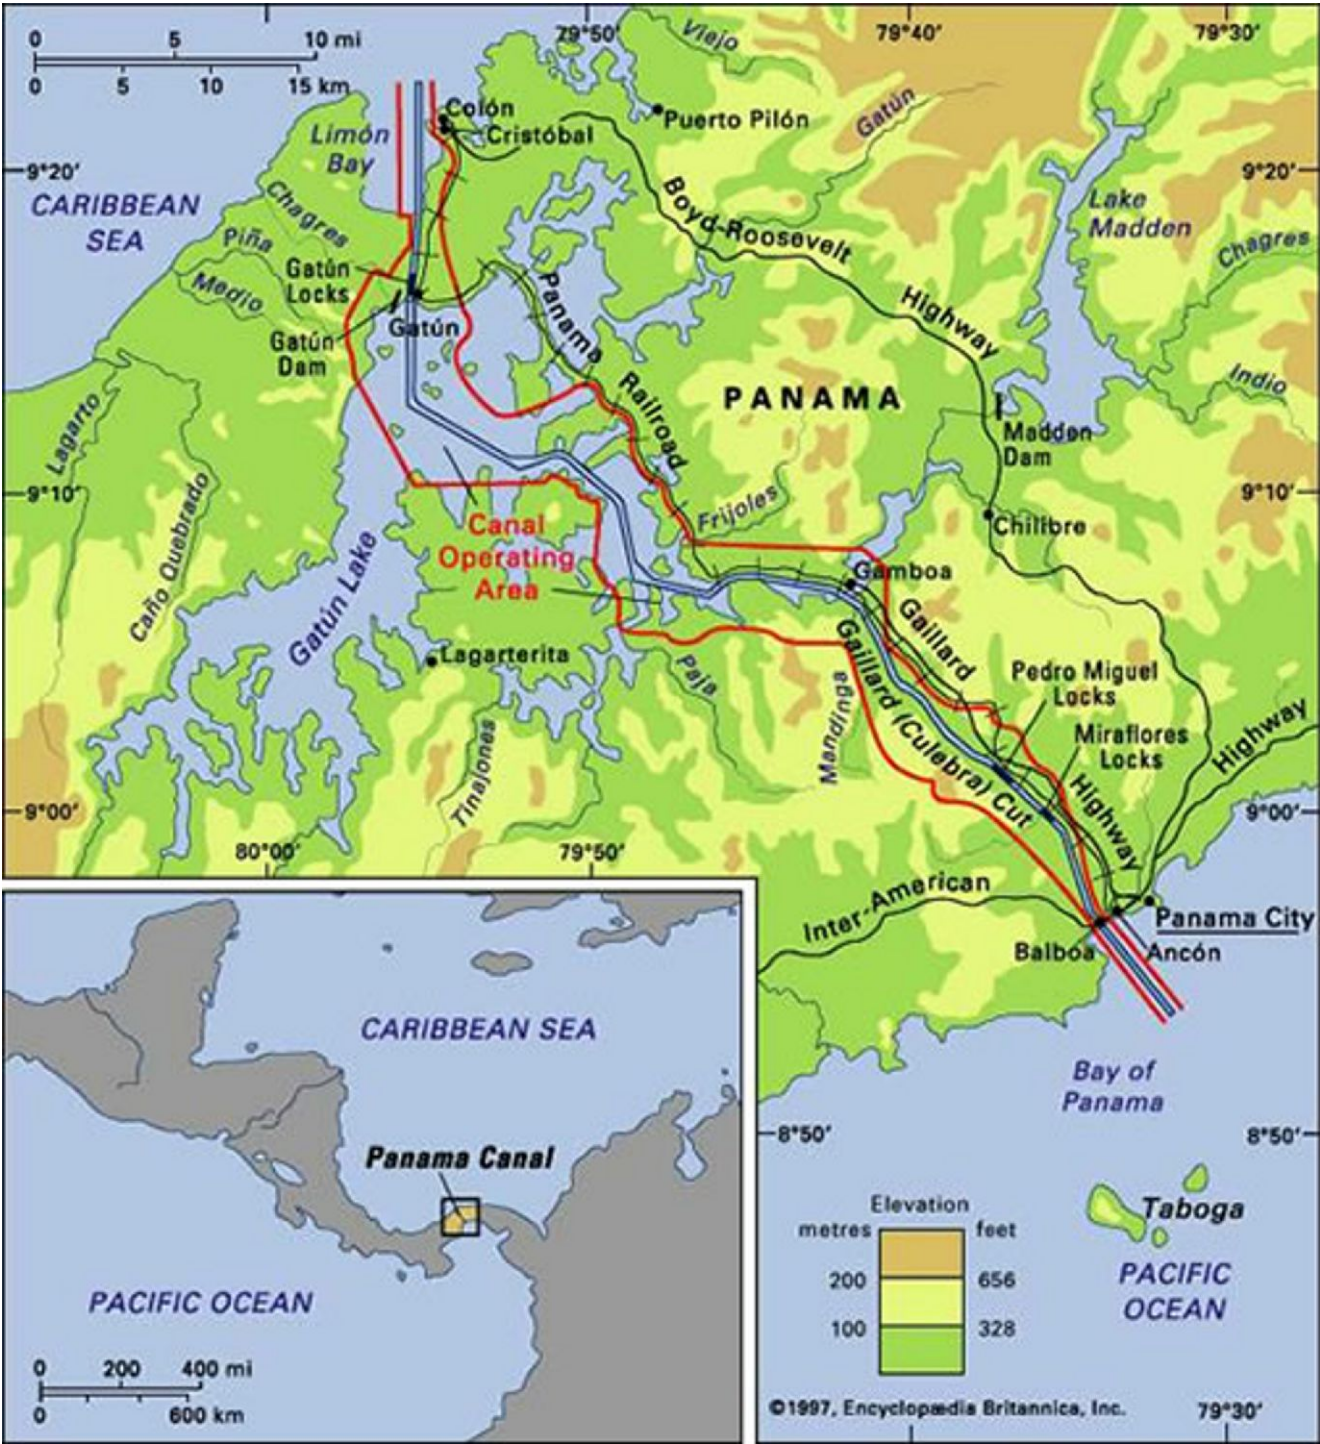 0 5 10 mi
0 5 10 15 km
79°50′
79°40′
79°30′
Viejo
Colón
Cristóbal
Puerto Pilón
Gatún
Limón
Bay
9°20′
9°20′
CARIBBEAN
SEA
Chagres
Piña
Medio
Gatún
Locks
Gatún
Gatún
Dam
Boyd-Roosevelt
Highway
Lake
Madden
Chagres
Indio
Panama
Railroad
PANAMA
Madden
Dam
Lagarto
Caño Quebrado
9°10′
9°10′
Canal
Operating
Area
Frijoles
Chilibre
Gatún Lake
Gamboa
Gaillard
Highway
Lagarterita
Paja
Mandinga
Gaillard (Culebra) Cut
Pedro Miguel
Locks
Miraflores
Locks
Highway
Tinajones
9°00′
9°00′
80°00′
79°50′
Inter-American
Panama City
Balboa
Ancón
CARIBBEAN SEA
Bay of
Panama
8°50′
8°50′
Panama Canal
PACIFIC OCEAN
Taboga
PACIFIC
OCEAN
Elevation
metres feet
200 656
100 328
0 200 400 mi
0 600 km
©1997, Encyclopædia Britannica, Inc.
79°30′